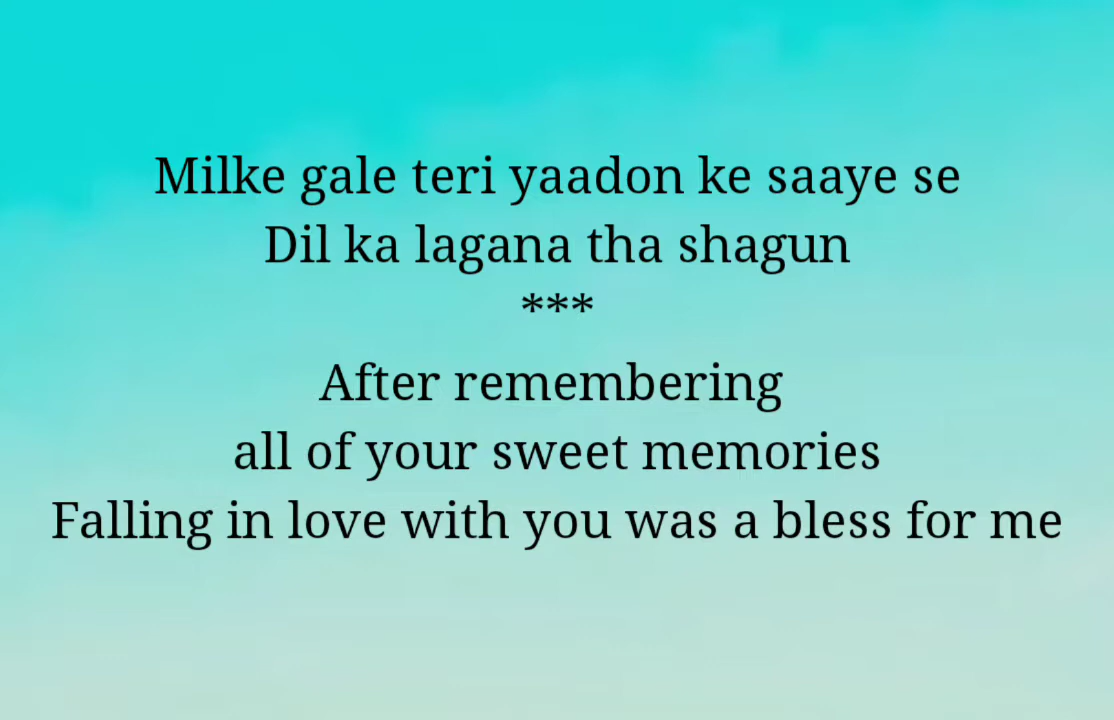 Milke gale teri yaadon ke saaye se
Dil ka lagana tha shagun
***
After remembering
all of your sweet memories
Falling in love with you was a bless for me